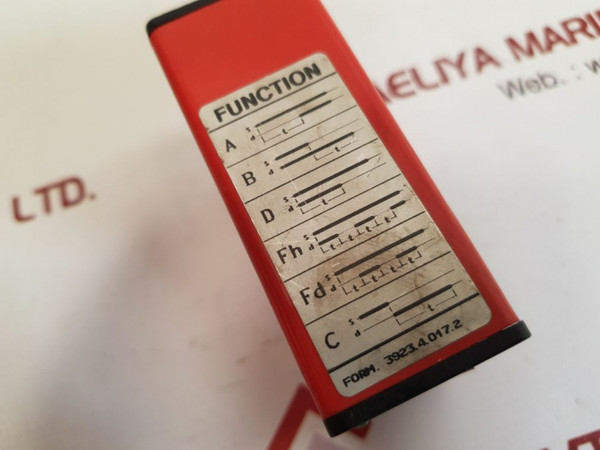 FUNCTION
A s d t
B s d t
D s d t
Fh s d t t t t t
Fd s d t t t t t
C s d t t
FORM. 3923.4.017.2
AELIYA MARI
Web. : w
LTD.